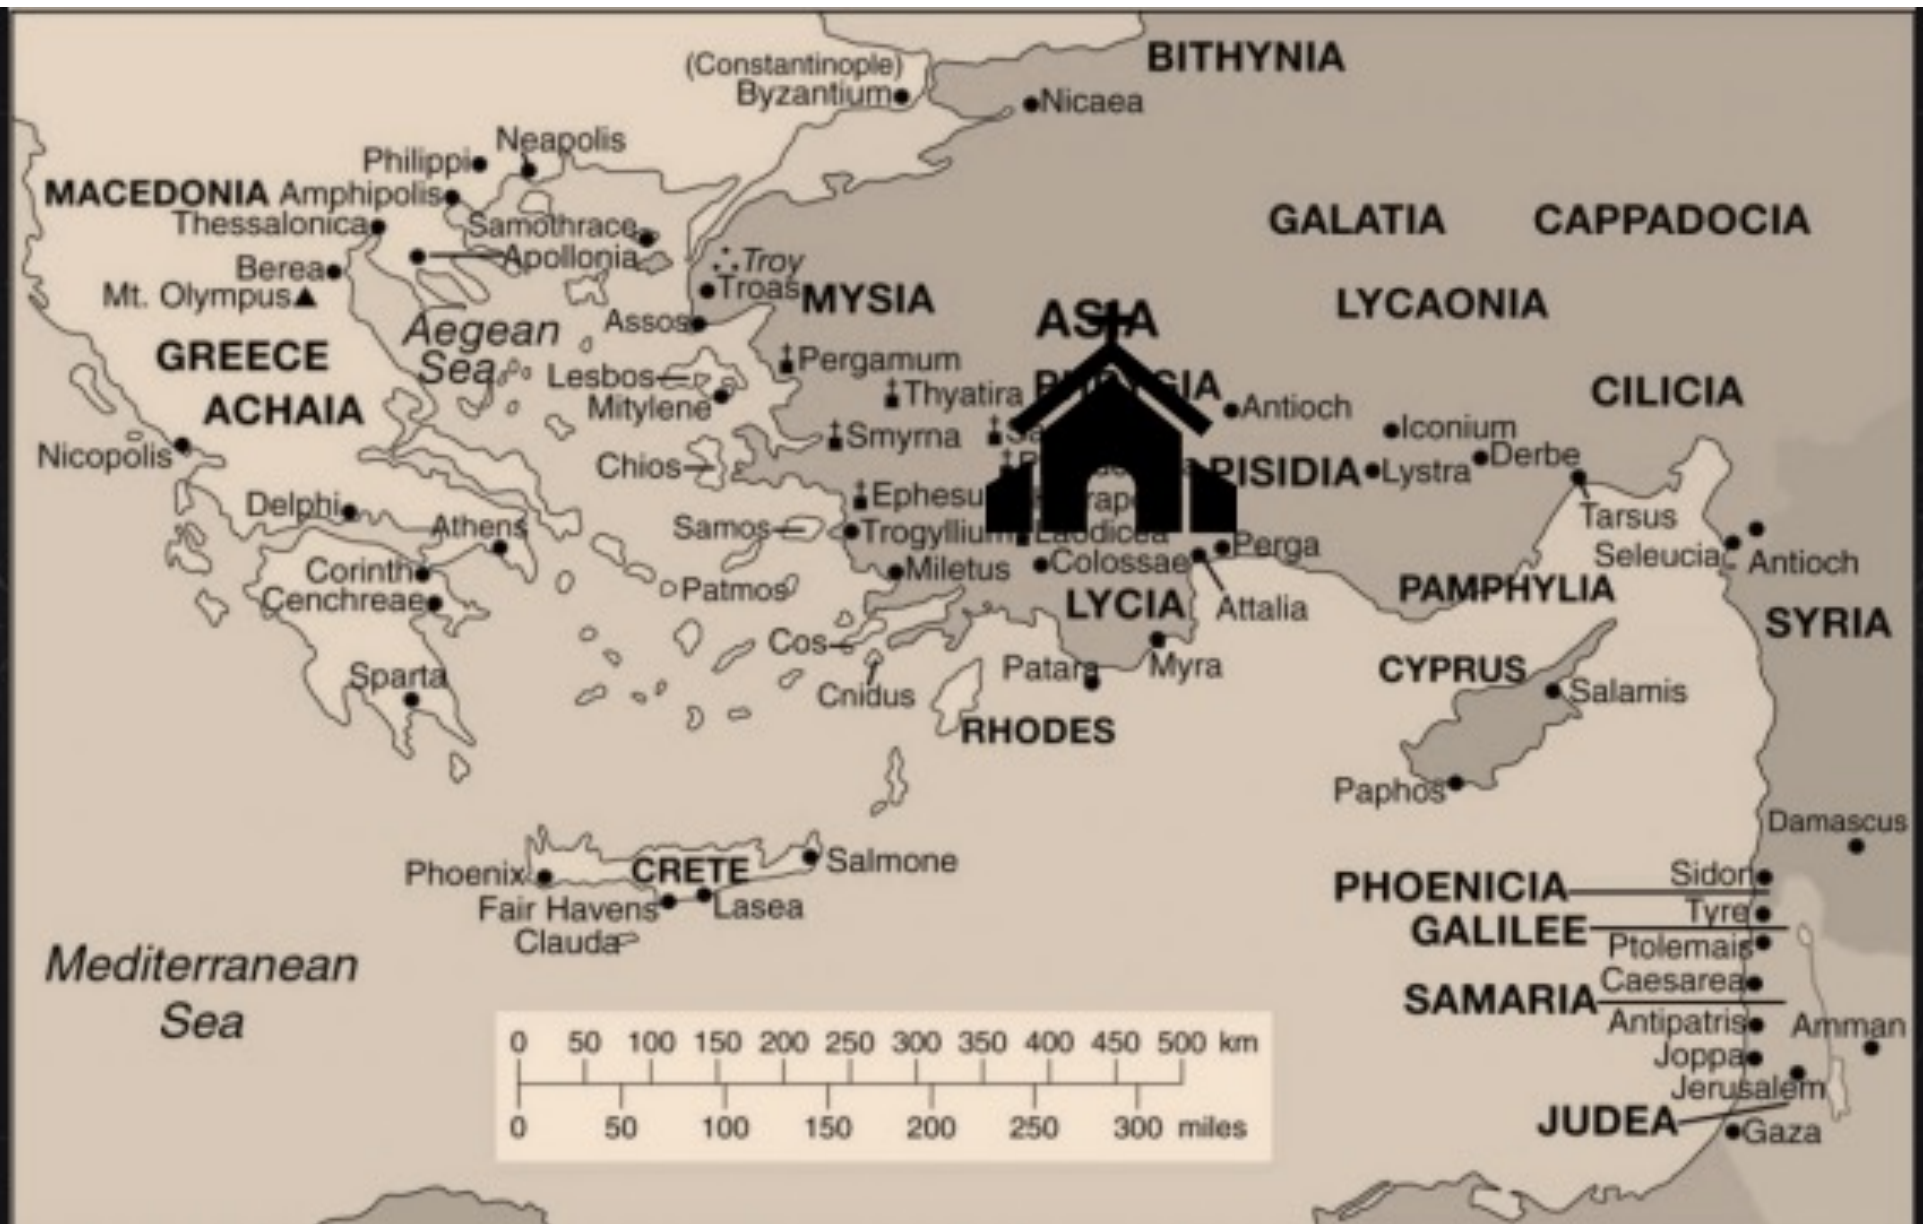 BITHYNIA
(Constantinople)
Byzantium
Nicaea
Neapolis
Philippi
MACEDONIA
Amphipolis
Thessalonica
Samothrace
Apollonia
Berea
Mt. Olympus
Troy
Troas
MYSIA
GALATIA
CAPPADOCIA
LYCAONIA
ASIA
Aegean
Sea
Assos
GREECE
Pergamum
Lesbos
Mitylene
Thyatira
ACHAIA
Antioch
CILICIA
Nicopolis
Smyrna
Iconium
Derbe
Chios
PISIDIA
Lystra
Delphi
Athens
Samos
Trogyllium
Laodicea
Tarsus
Seleucia
Antioch
Corinth
Cenchreae
Patmos
Miletus
Colossae
Perga
Attalia
PAMPHYLIA
LYCIA
SYRIA
Cos
Cnidus
Patara
Myra
CYPRUS
Salamis
Sparta
RHODES
Paphos
Damascus
Phoenix
CRETE
Salmone
Fair Havens
Lasea
Clauda
PHOENICIA
Sidon
Tyre
GALILEE
Ptolemais
Caesarea
SAMARIA
Antipatris
Amman
Joppa
Jerusalem
JUDEA
Gaza
Mediterranean
Sea
0 50 100 150 200 250 300 350 400 450 500 km
0 50 100 150 200 250 300 miles